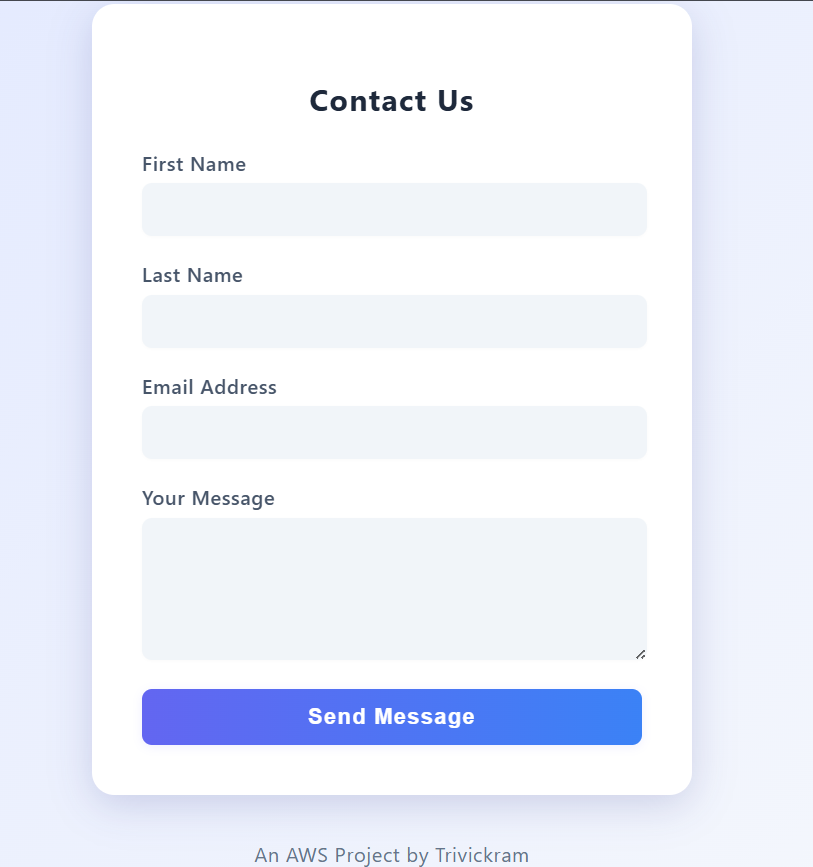 Contact Us
First Name
Last Name
Email Address
Your Message
Send Message
An AWS Project by Trivickram